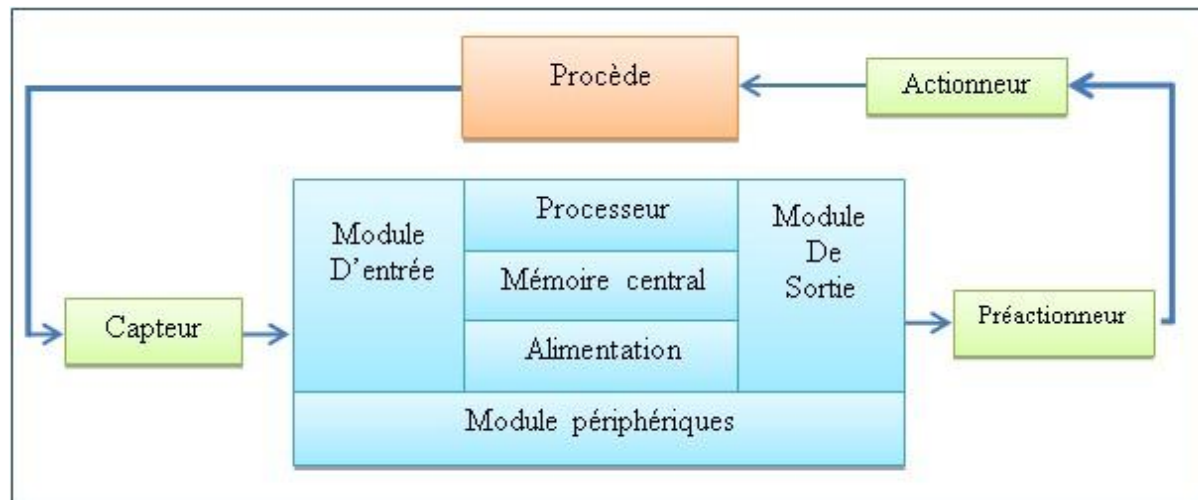 Procède
Actionneur
Module
D'entrée
Processeur
Mémoire central
Alimentation
Module
De
Sortie
Capteur
Préactionneur
Module périphériques